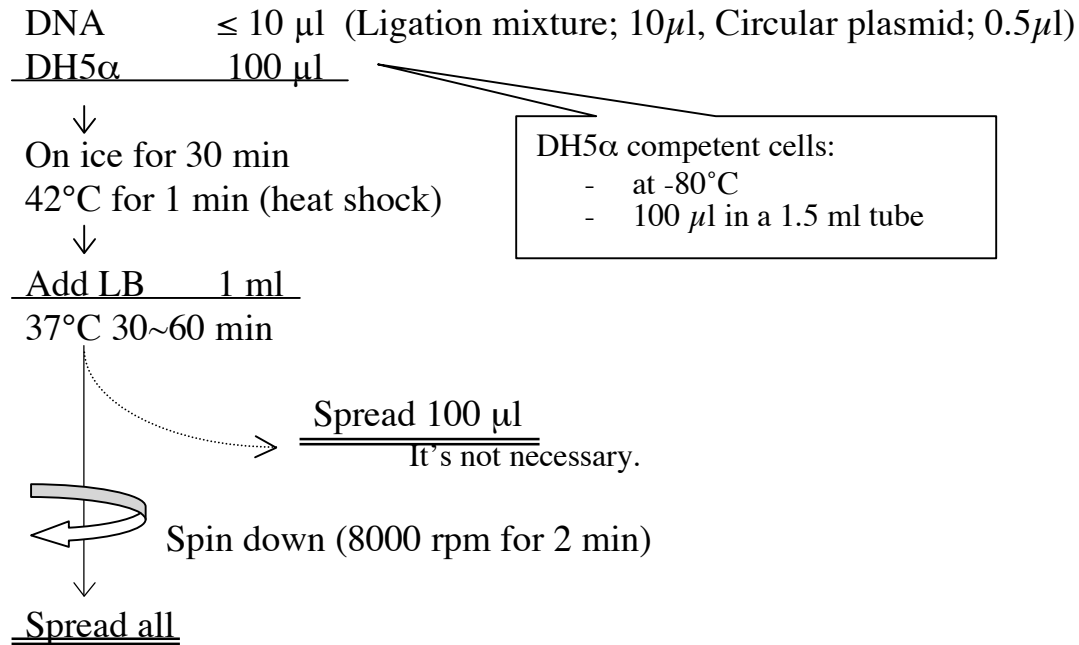 DNA ≤ 10 μl (Ligation mixture; 10μl, Circular plasmid; 0.5μl)
DH5α 100 μl
On ice for 30 min
42°C for 1 min (heat shock)
DH5α competent cells:
- at -80˚C
- 100 μl in a 1.5 ml tube
Add LB 1 ml
37°C 30~60 min
Spread 100 μl
It's not necessary.
Spin down (8000 rpm for 2 min)
Spread all